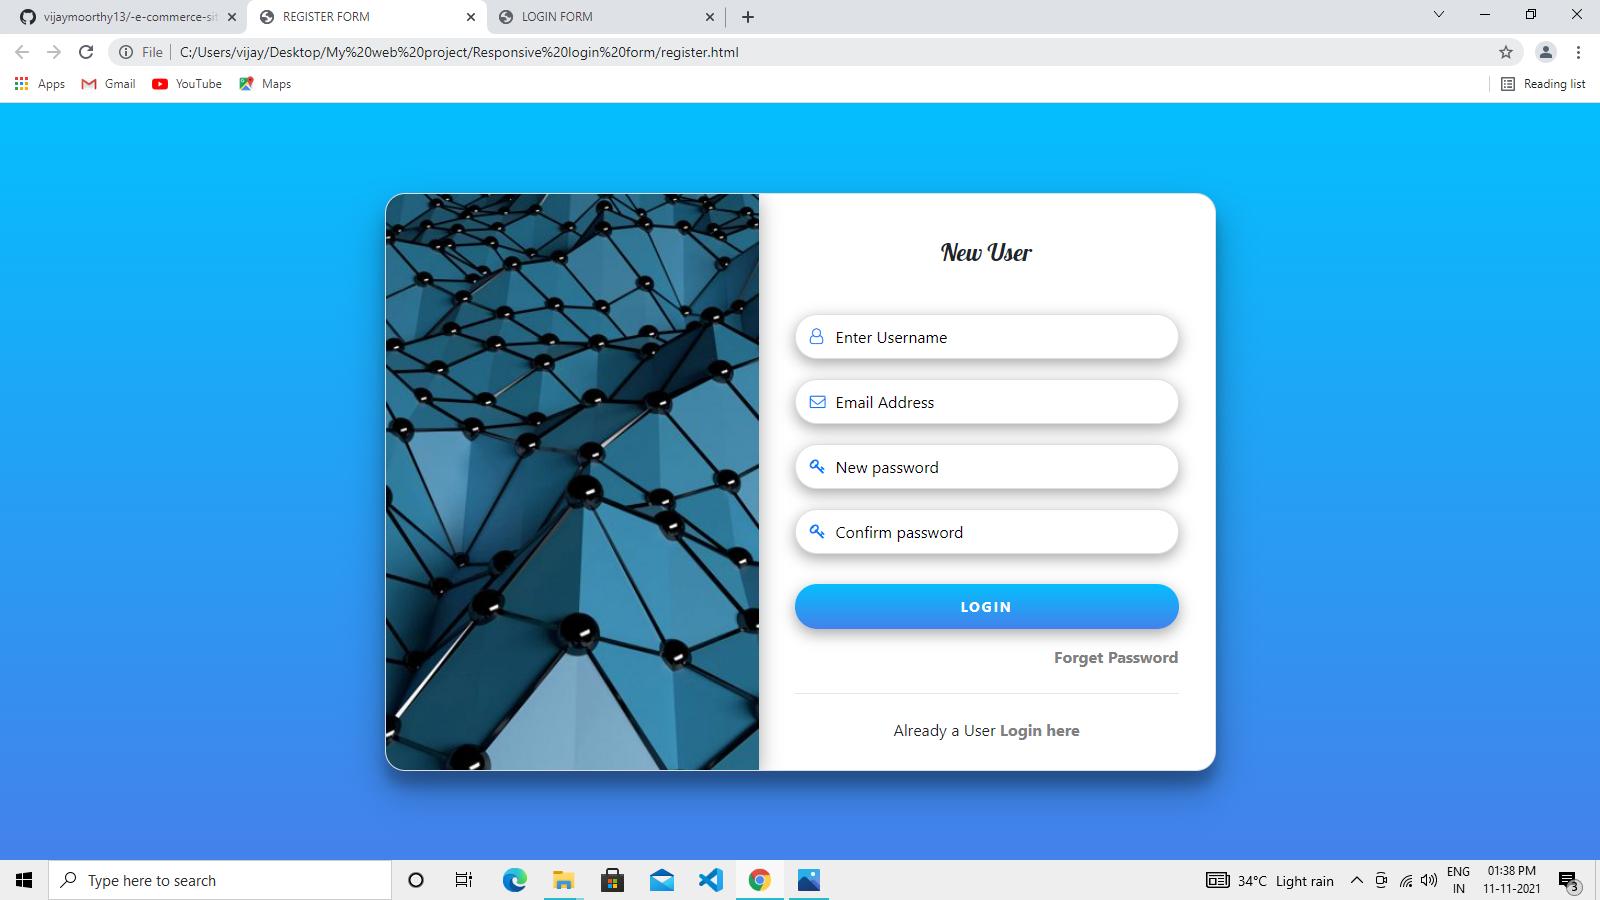 vijaymoorthy13/-e-commerce-sit
REGISTER FORM
LOGIN FORM
File
C:/Users/vijay/Desktop/My%20web%20project/Responsive%20login%20form/register.html
Apps
Gmail
YouTube
Maps
Reading list
New User
Enter Username
Email Address
New password
Confirm password
LOGIN
Forget Password
Already a User Login here
Type here to search
34°C Light rain
ENG
IN
01:38 PM
11-11-2021
3